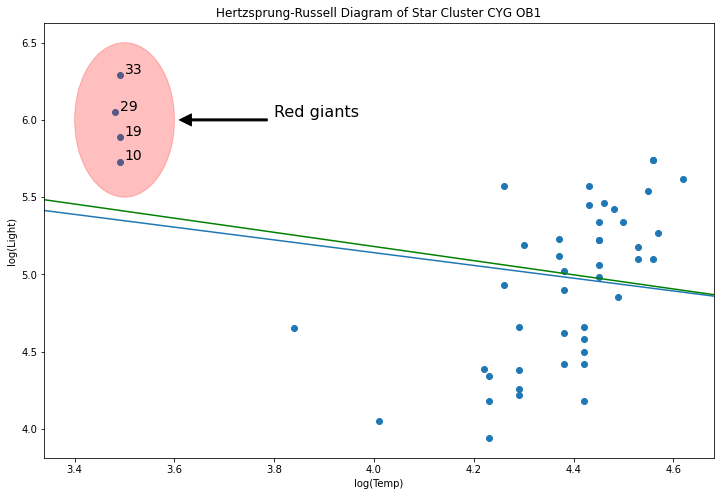 Hertzsprung-Russell Diagram of Star Cluster CYG OB1
6.5
33
29
Red giants
6.0
19
10
5.5
log(Light)
5.0
4.5
4.0
3.4 3.6 3.8 4.0 4.2 4.4 4.6
log(Temp)